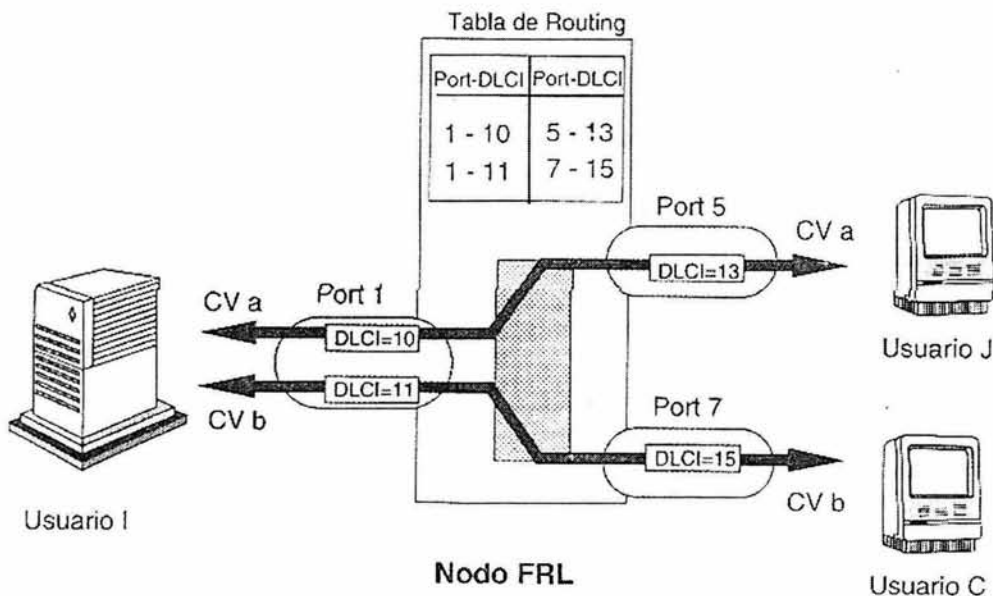 Tabla de Routing
Port-DLCI Port-DLCI
1 - 10 5 - 13
1 - 11 7 - 15
Port 5
CV a
DLCI=13
Usuario J
CV a
Port 1
DLCI=10
DLCI=11
CV b
Usuario I
Port 7
DLCI=15
CV b
Usuario C
Nodo FRL